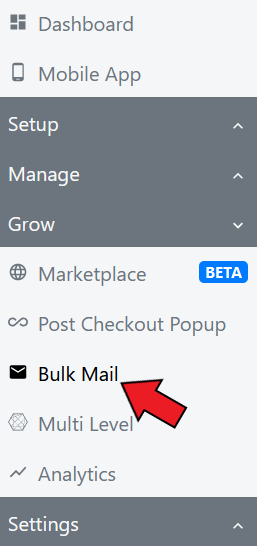 Dashboard
Mobile App
Setup
Manage
Grow
Marketplace BETA
Post Checkout Popup
Bulk Mail
Multi Level
Analytics
Settings